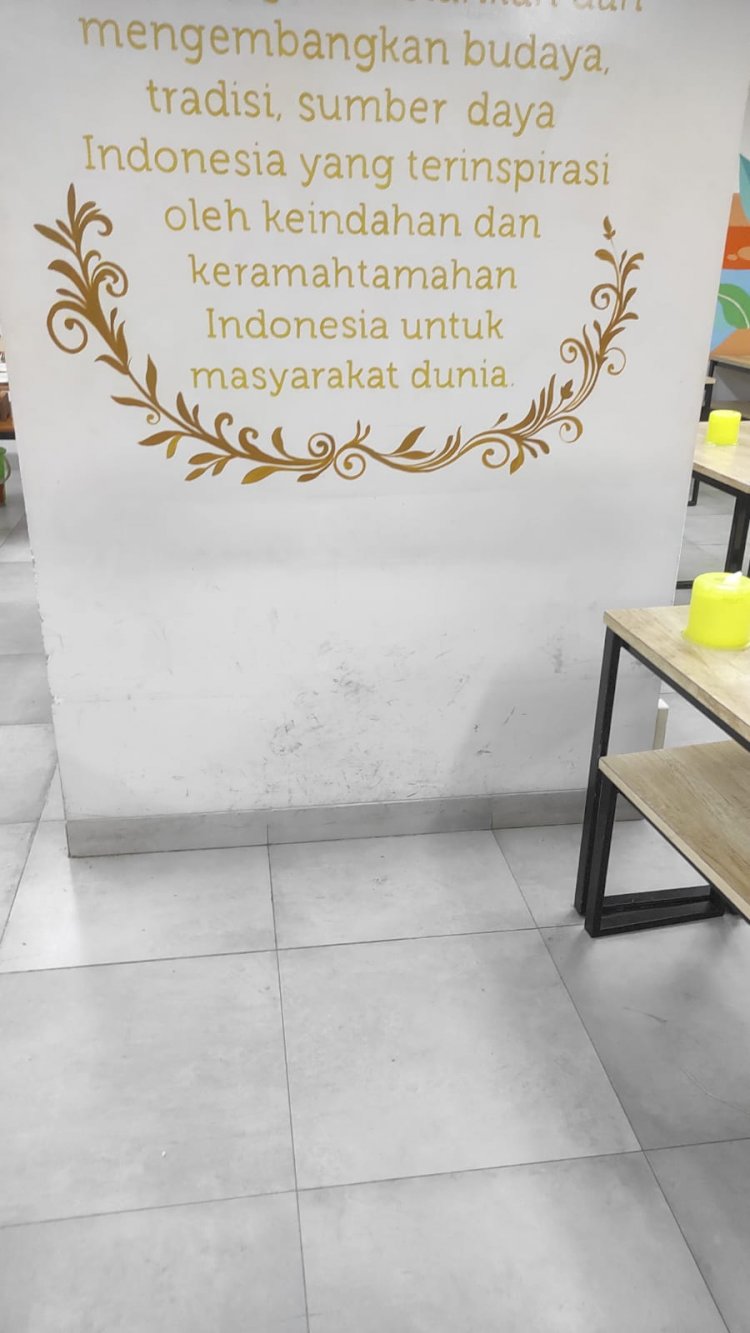 mengembangkan budaya,
tradisi, sumber daya
Indonesia yang terinspirasi
oleh keindahan dan
keramahtamahan
Indonesia untuk
masyarakat dunia.